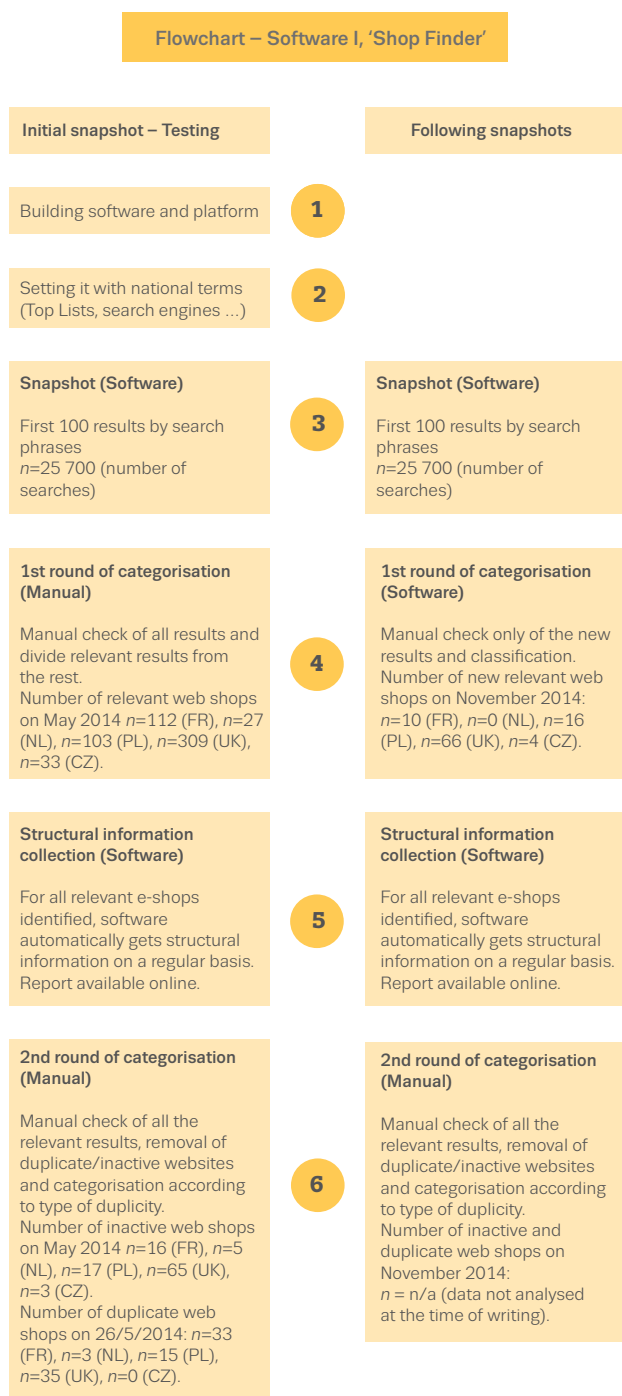 Flowchart – Software I, ‘Shop Finder’
Initial snapshot – Testing
Following snapshots
Building software and platform
1
Setting it with national terms
(Top Lists, search engines ...)
2
Snapshot (Software)
First 100 results by search
phrases
n=25 700 (number of
searches)
3
Snapshot (Software)
First 100 results by search
phrases
n=25 700 (number of
searches)
1st round of categorisation
(Manual)
Manual check of all results and
divide relevant results from
the rest.
Number of relevant web shops
on May 2014 n=112 (FR), n=27
(NL), n=103 (PL), n=309 (UK),
n=33 (CZ).
4
1st round of categorisation
(Software)
Manual check only of the new
results and classification.
Number of new relevant web
shops on November 2014:
n=10 (FR), n=0 (NL), n=16
(PL), n=66 (UK), n=4 (CZ).
Structural information
collection (Software)
For all relevant e-shops
identified, software
automatically gets structural
information on a regular basis.
Report available online.
5
Structural information
collection (Software)
For all relevant e-shops
identified, software
automatically gets structural
information on a regular basis.
Report available online.
2nd round of categorisation
(Manual)
Manual check of all the
relevant results, removal of
duplicate/inactive websites
and categorisation according
to type of duplicity.
Number of inactive web shops
on May 2014 n=16 (FR), n=5
(NL), n=17 (PL), n=65 (UK),
n=3 (CZ).
Number of duplicate web
shops on 26/5/2014: n=33
(FR), n=3 (NL), n=15 (PL),
n=35 (UK), n=0 (CZ).
6
2nd round of categorisation
(Manual)
Manual check of all the
relevant results, removal of
duplicate/inactive websites
and categorisation according
to type of duplicity.
Number of inactive and
duplicate web shops on
November 2014:
n = n/a (data not analysed
at the time of writing).